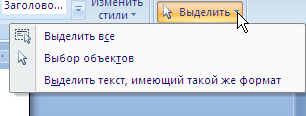 Заголово...
Изменить
стили
Выделить
Выделить все
Выбор объектов
Выделить текст, имеющий такой же формат